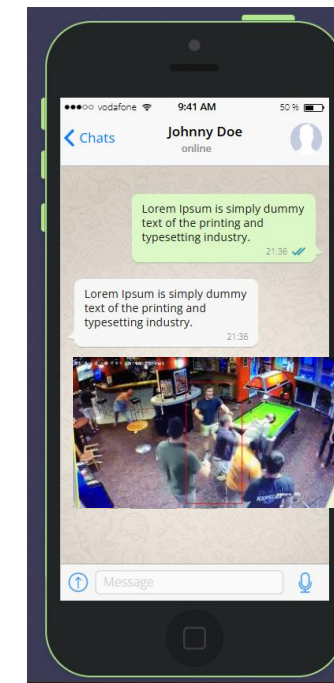 ●●●○○ vodafone 9:41 AM 50 %
Chats
Johnny Doe
online
Lorem Ipsum is simply dummy
text of the printing and
typesetting industry.
21:36
Lorem Ipsum is simply dummy
text of the printing and
typesetting industry.
21:36
Message